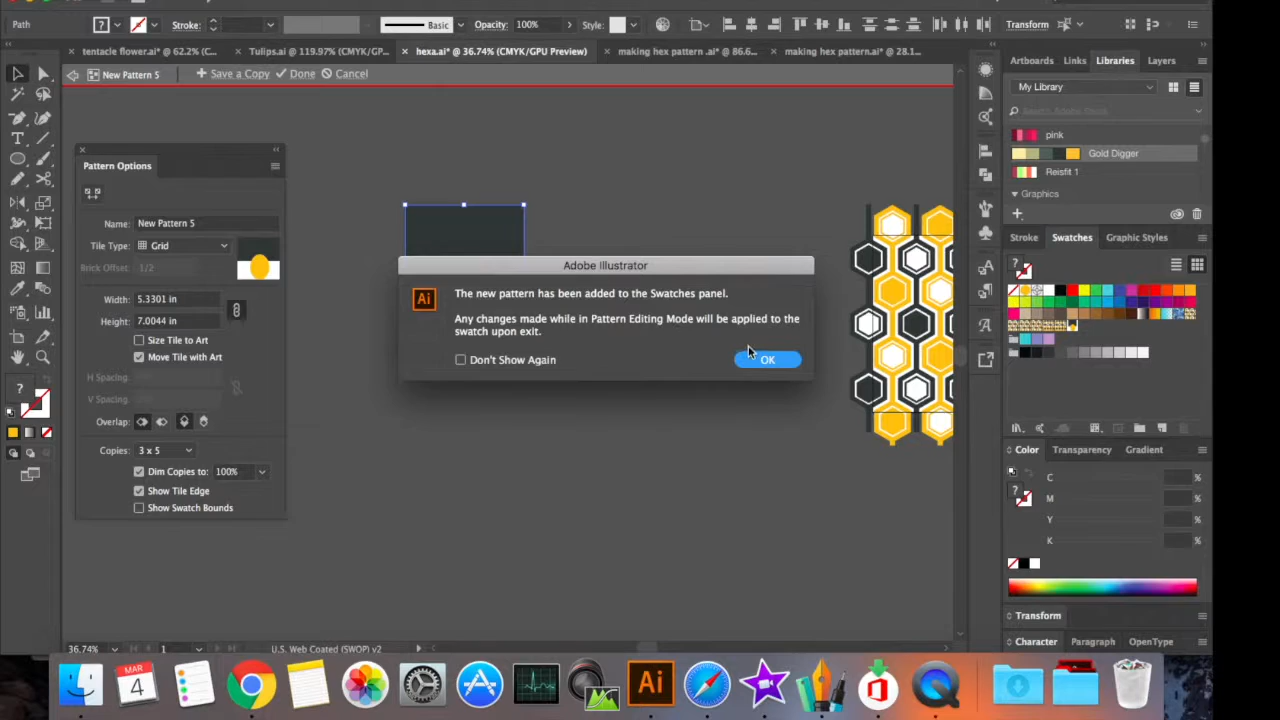 Path
?
Stroke:
Basic
Opacity:
100%
Style:
Transform
tentacle flower.ai* @ 62.2% (C...
Tulips.ai @ 119.97% (CMYK/GP...
hexa.ai* @ 36.74% (CMYK/GPU Preview)
making hex pattern .ai* @ 86.6...
making hex pattern.ai* @ 28.1...
New Pattern 5
Save a Copy
Done
Cancel
Pattern Options
Name:
New Pattern 5
Tile Type:
Grid
Brick Offset:
1/2
Width:
5.3301 in
Height:
7.0044 in
Size Tile to Art
Move Tile with Art
H Spacing:
V Spacing:
Overlap:
Copies:
3 x 5
Dim Copies to:
100%
Show Tile Edge
Show Swatch Bounds
Adobe Illustrator
Ai
The new pattern has been added to the Swatches panel.
Any changes made while in Pattern Editing Mode will be applied to the
swatch upon exit.
Don't Show Again
OK
Artboards
Links
Libraries
Layers
My Library
Search Adobe Stock
pink
Gold Digger
Reisfit 1
Graphics
Stroke
Swatches
Graphic Styles
?
Color
Transparency
Gradient
?
C
%
M
%
Y
%
K
%
Transform
Character
Paragraph
OpenType
?
36.74%
1
U.S. Web Coated (SWOP) v2
MAR
4
Ai